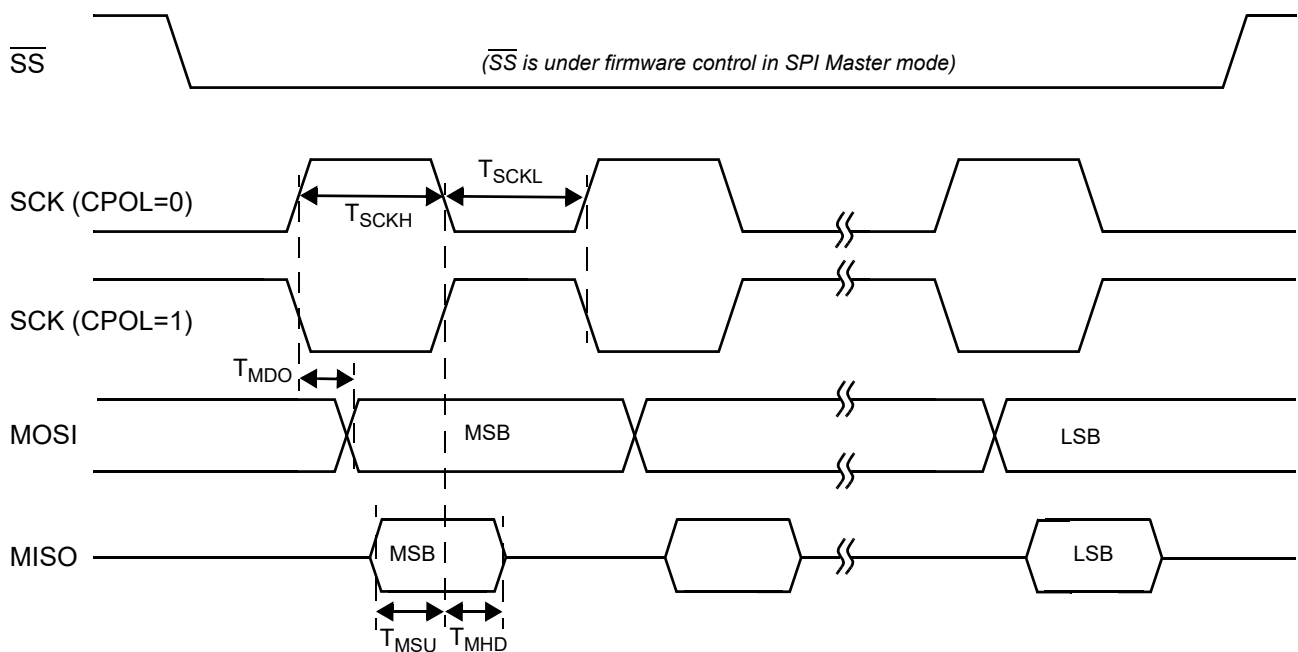 SS
(SS is under firmware control in SPI Master mode)
SCK (CPOL=0)
TSCKH
TSCKL
SCK (CPOL=1)
TMDO
MOSI
MSB
LSB
MISO
MSB
LSB
TMSU
TMHD